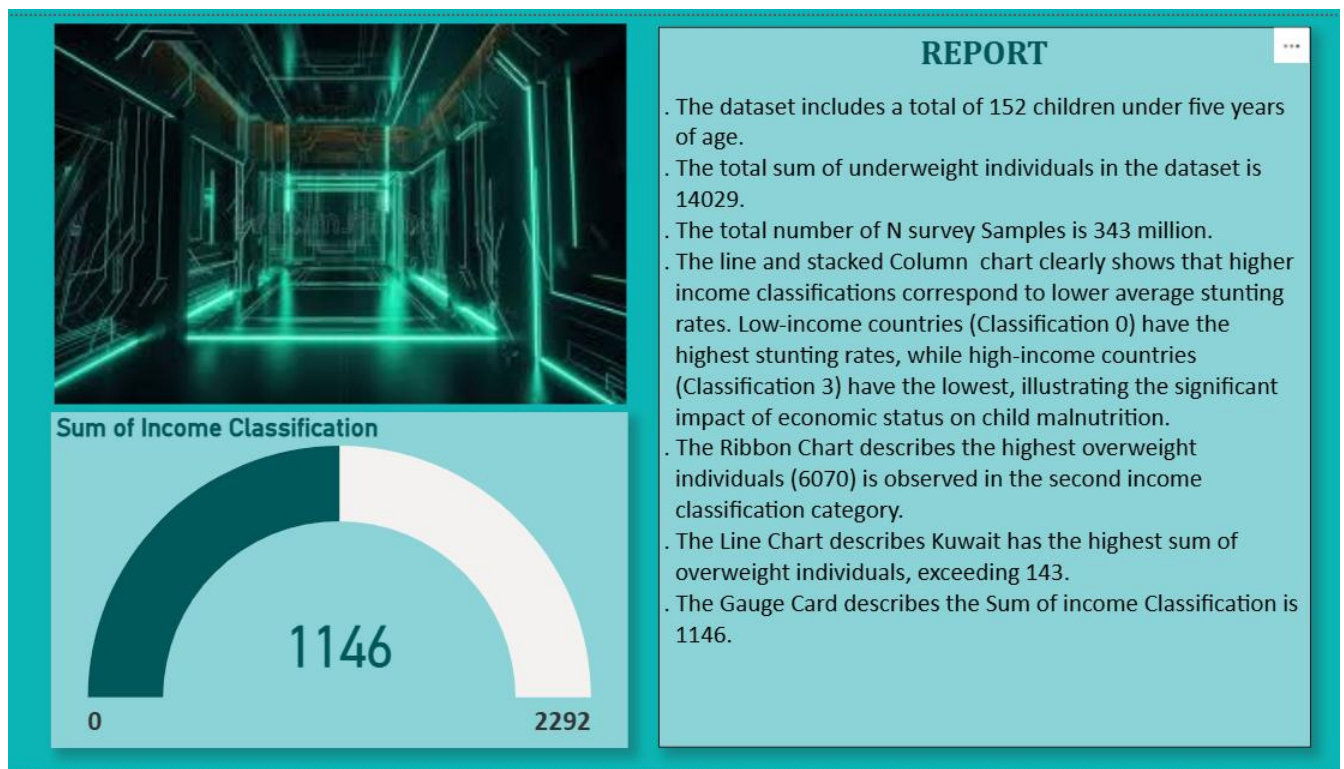 REPORT
...
. The dataset includes a total of 152 children under five years
of age.
. The total sum of underweight individuals in the dataset is
14029.
. The total number of N survey Samples is 343 million.
. The line and stacked Column  chart clearly shows that higher
income classifications correspond to lower average stunting
rates. Low-income countries (Classification 0) have the
highest stunting rates, while high-income countries
(Classification 3) have the lowest, illustrating the significant
impact of economic status on child malnutrition.
. The Ribbon Chart describes the highest overweight
individuals (6070) is observed in the second income
classification category.
. The Line Chart describes Kuwait has the highest sum of
overweight individuals, exceeding 143.
. The Gauge Card describes the Sum of income Classification is
1146.
Sum of Income Classification
1146
0
2292